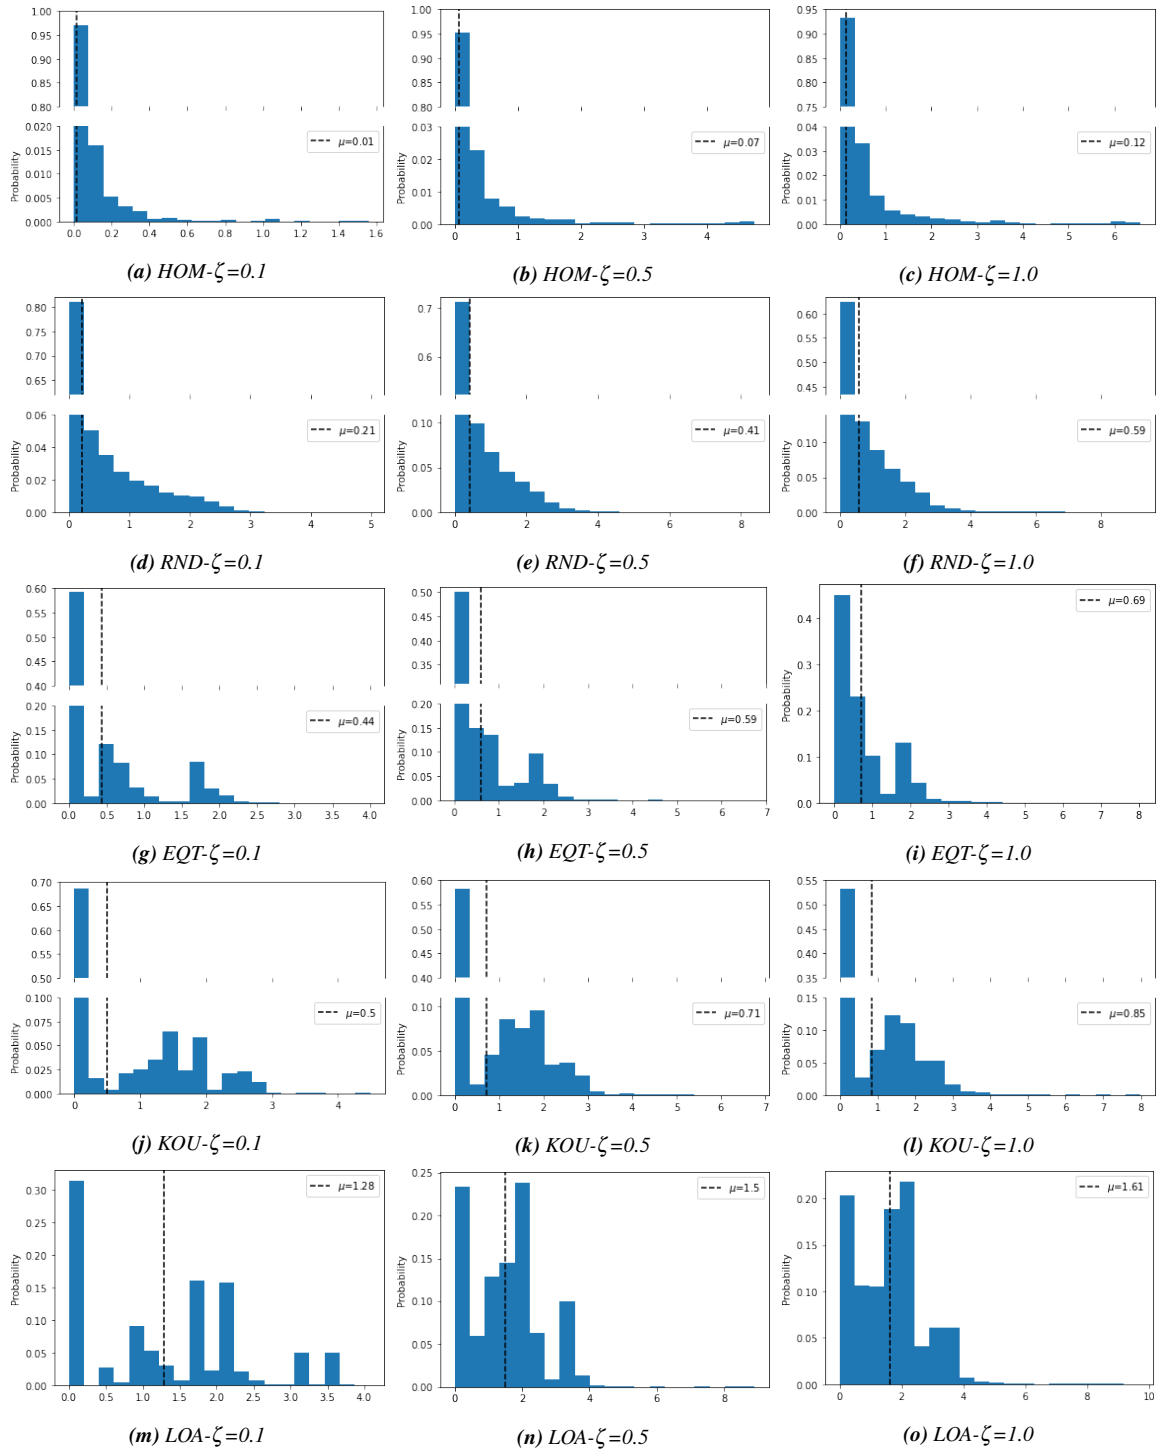 1.00
0.95
0.90
0.85
0.80
0.020
0.015
0.010
0.005
0.000
Probability
μ=0.01
0.0 0.2 0.4 0.6 0.8 1.0 1.2 1.4 1.6
(a) HOM-ζ=0.1
1.00
0.95
0.90
0.85
0.80
0.03
0.02
0.01
0.00
Probability
μ=0.07
0 1 2 3 4
(b) HOM-ζ=0.5
0.95
0.90
0.85
0.80
0.75
0.04
0.03
0.02
0.01
0.00
Probability
μ=0.12
0 1 2 3 4 5 6
(c) HOM-ζ=1.0
0.80
0.75
0.70
0.65
0.06
0.04
0.02
0.00
Probability
μ=0.21
0 1 2 3 4 5
(d) RND-ζ=0.1
0.7
0.6
0.10
0.05
0.00
Probability
μ=0.41
0 2 4 6 8
(e) RND-ζ=0.5
0.60
0.55
0.50
0.45
0.10
0.05
0.00
Probability
μ=0.59
0 2 4 6 8
(f) RND-ζ=1.0
0.60
0.55
0.50
0.45
0.40
0.20
0.15
0.10
0.05
0.00
Probability
μ=0.44
0.0 0.5 1.0 1.5 2.0 2.5 3.0 3.5 4.0
(g) EQT-ζ=0.1
0.50
0.45
0.40
0.35
0.20
0.15
0.10
0.05
0.00
Probability
μ=0.59
0 1 2 3 4 5 6 7
(h) EQT-ζ=0.5
0.4
0.3
0.2
0.1
0.0
Probability
μ=0.69
0 1 2 3 4 5 6 7 8
(i) EQT-ζ=1.0
0.70
0.65
0.60
0.55
0.50
0.100
0.075
0.050
0.025
0.000
Probability
μ=0.5
0 1 2 3 4
(j) KOU-ζ=0.1
0.60
0.55
0.50
0.45
0.40
0.10
0.05
0.00
Probability
μ=0.71
0 1 2 3 4 5 6 7
(k) KOU-ζ=0.5
0.55
0.50
0.45
0.40
0.35
0.15
0.10
0.05
0.00
Probability
μ=0.85
0 1 2 3 4 5 6 7 8
(l) KOU-ζ=1.0
0.30
0.25
0.20
0.15
0.10
0.05
0.00
Probability
μ=1.28
0.0 0.5 1.0 1.5 2.0 2.5 3.0 3.5 4.0
(m) LOA-ζ=0.1
0.25
0.20
0.15
0.10
0.05
0.00
Probability
μ=1.5
0 2 4 6 8
(n) LOA-ζ=0.5
0.20
0.15
0.10
0.05
0.00
Probability
μ=1.61
0 2 4 6 8 10
(o) LOA-ζ=1.0